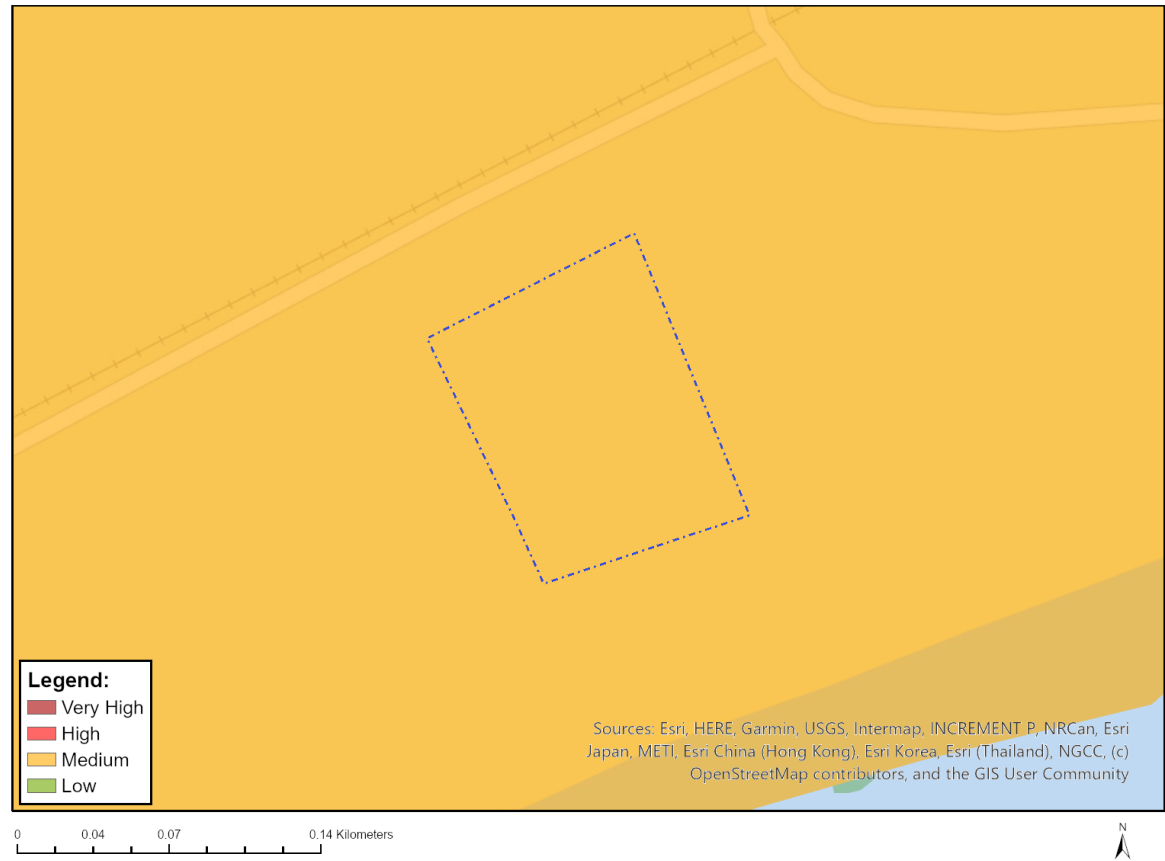 Legend:
Very High
High
Medium
Low
Sources: Esri, HERE, Garmin, USGS, Intermap, INCREMENT P, NRCan, Esri
Japan, METI, Esri China (Hong Kong), Esri Korea, Esri (Thailand), NGCC, (c)
OpenStreetMap contributors, and the GIS User Community
0 0.04 0.07 0.14 Kilometers
N